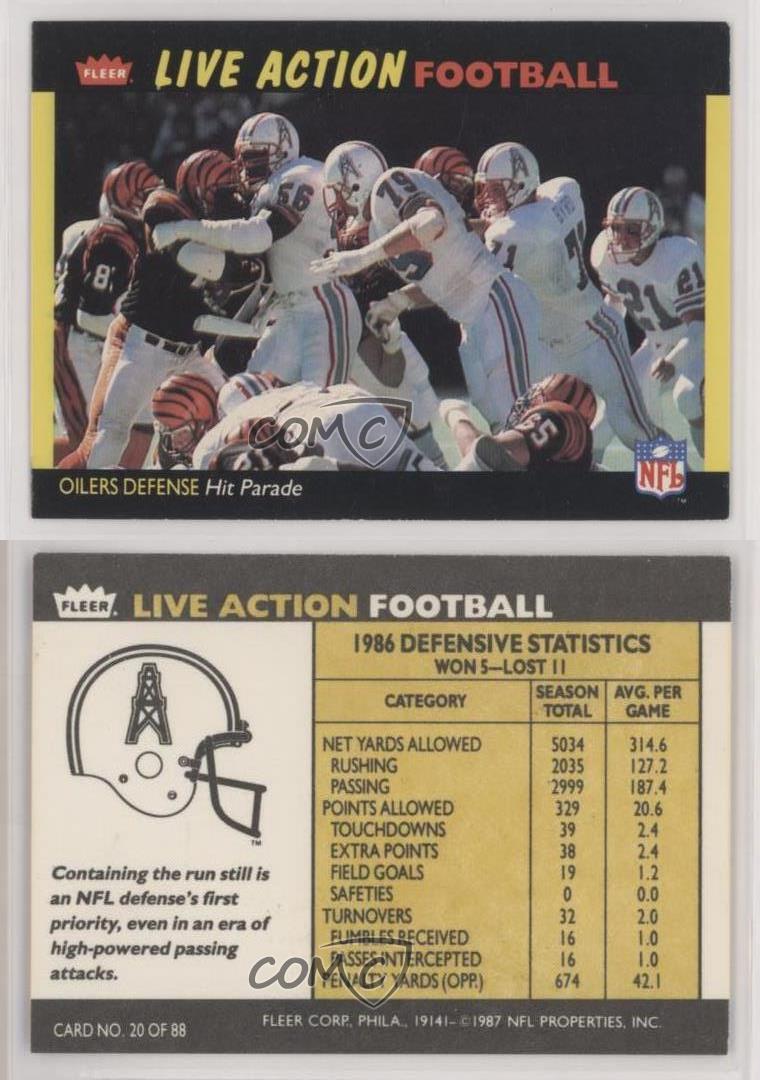 FLEER. LIVE ACTION FOOTBALL
56
79
BYRD
71
21
8
65
COMC
OILERS DEFENSE Hit Parade
NFL
TM
FLEER. LIVE ACTION FOOTBALL
1986 DEFENSIVE STATISTICS
WON 5—LOST 11
CATEGORY SEASON TOTAL AVG. PER GAME
NET YARDS ALLOWED 5034 314.6
RUSHING 2035 127.2
PASSING 2999 187.4
POINTS ALLOWED 329 20.6
TOUCHDOWNS 39 2.4
EXTRA POINTS 38 2.4
FIELD GOALS 19 1.2
SAFETIES 0 0.0
TURNOVERS 32 2.0
FUMBLES RECEIVED 16 1.0
PASSES INTERCEPTED 16 1.0
PENALTY YARDS (OPP.) 674 42.1
TM
Containing the run still is
an NFL defense's first
priority, even in an era of
high-powered passing
attacks.
COMC
CARD NO. 20 OF 88
FLEER CORP., PHILA., 19141–©1987 NFL PROPERTIES, INC.